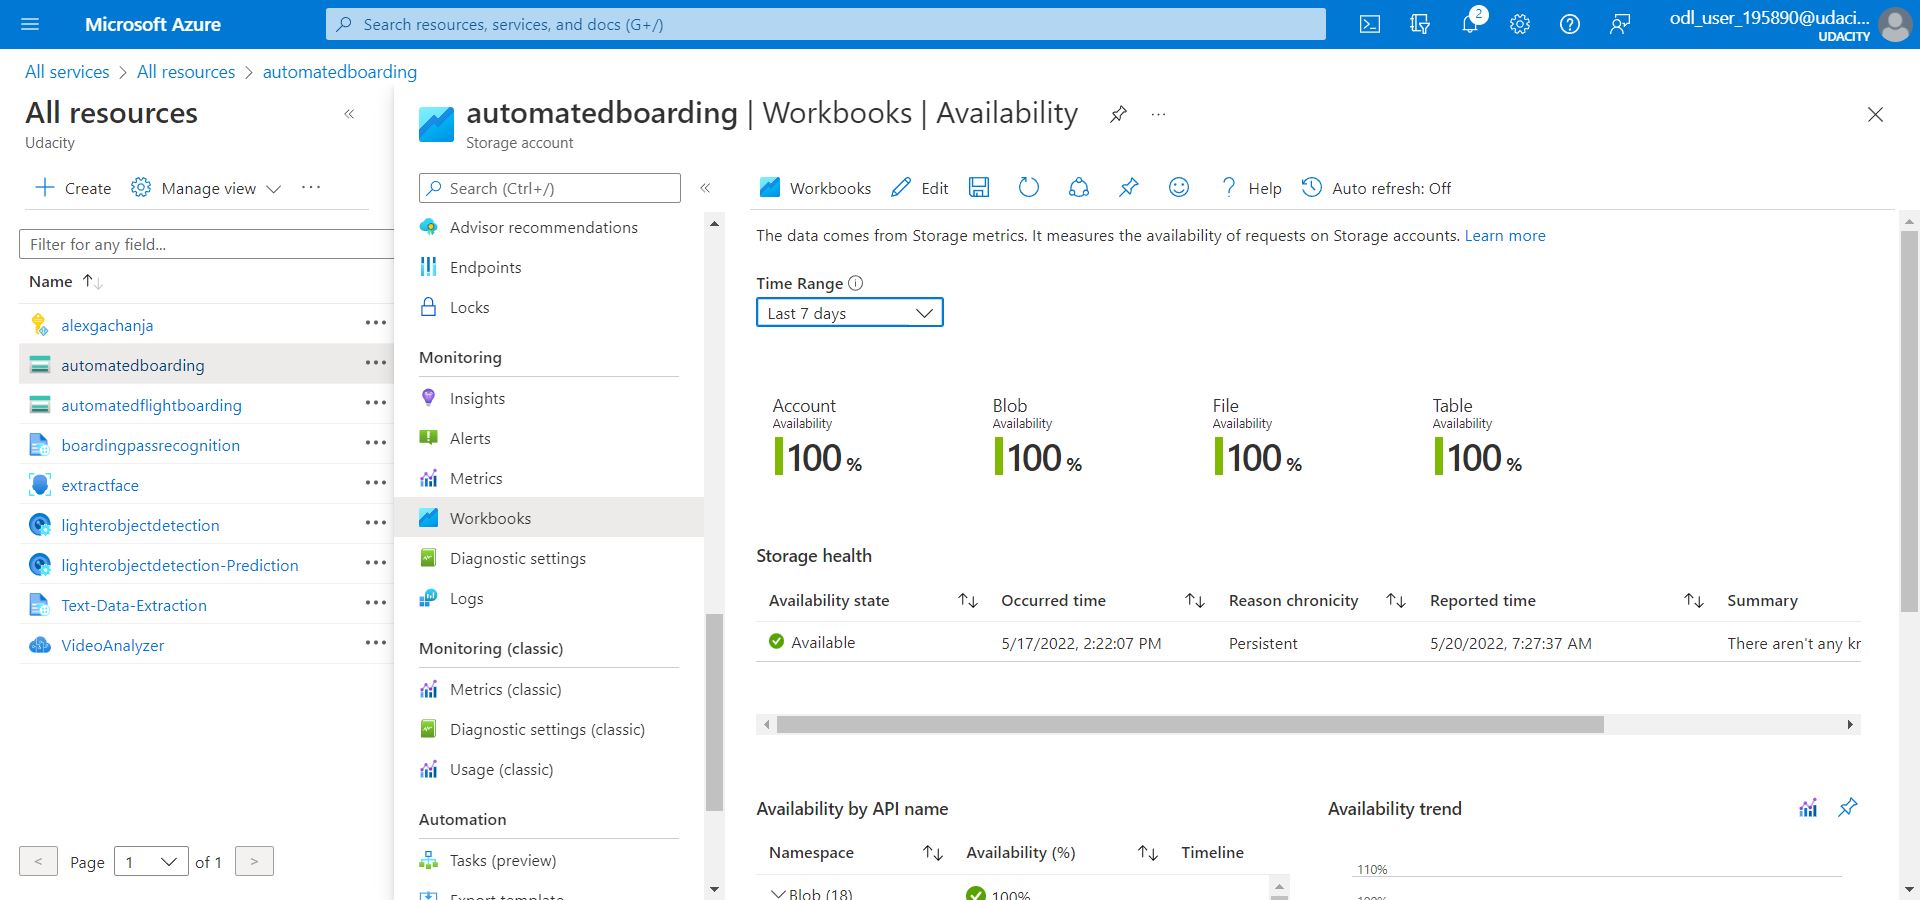 Microsoft Azure
Search resources, services, and docs (G+/)
2
odl_user_195890@udaci...
UDACITY
All services > All resources > automatedboarding
All resources
Udacity
Create
Manage view
Filter for any field...
Name
alexgachanja
automatedboarding
automatedflightboarding
boardingpassrecognition
extractface
lighterobjectdetection
lighterobjectdetection-Prediction
Text-Data-Extraction
VideoAnalyzer
< Page 1 of 1 >
automatedboarding | Workbooks | Availability
Storage account
Search (Ctrl+/)
Advisor recommendations
Endpoints
Locks
Monitoring
Insights
Alerts
Metrics
Workbooks
Diagnostic settings
Logs
Monitoring (classic)
Metrics (classic)
Diagnostic settings (classic)
Usage (classic)
Automation
Tasks (preview)
Export template
Workbooks
Edit
Help
Auto refresh: Off
The data comes from Storage metrics. It measures the availability of requests on Storage accounts. Learn more
Time Range
Last 7 days
Account
Availability
100 %
Blob
Availability
100 %
File
Availability
100 %
Table
Availability
100 %
Storage health
Availability state Occurred time Reason chronicity Reported time Summary
Available 5/17/2022, 2:22:07 PM Persistent 5/20/2022, 7:27:37 AM There aren't any kr
Availability by API name
Namespace Availability (%) Timeline
Blob (18) 100%
Availability trend
110%
100%